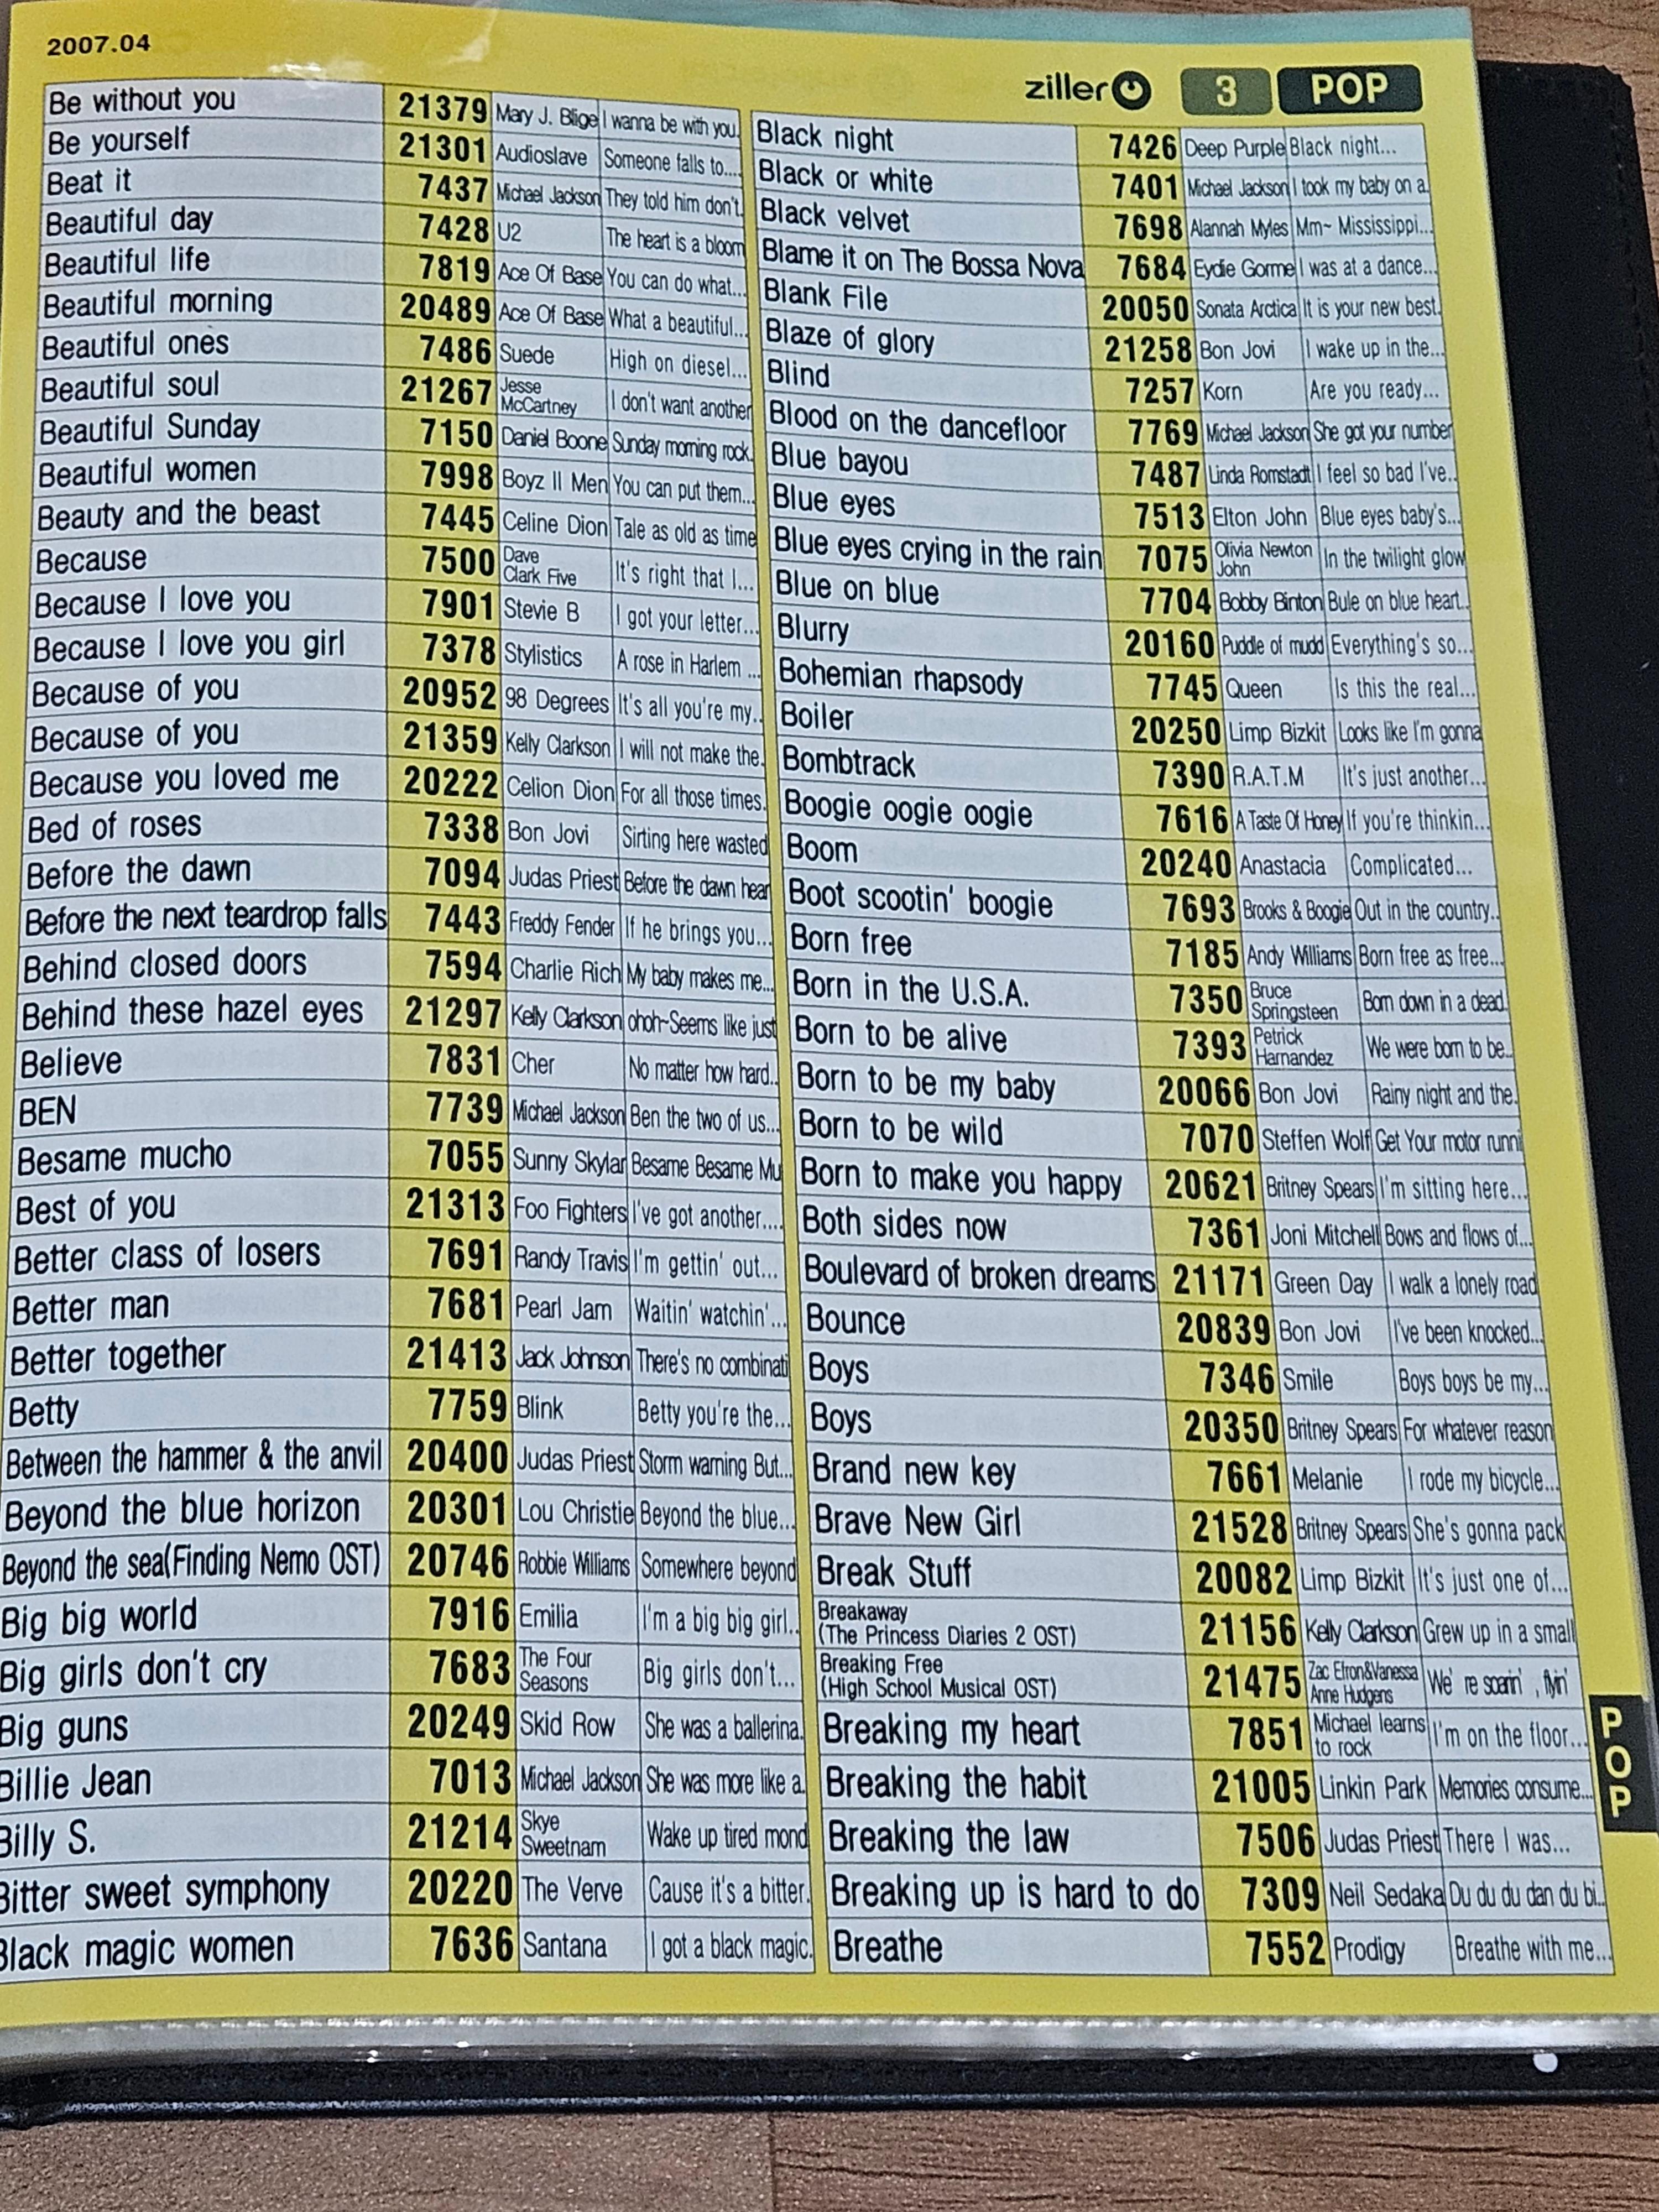 2007.04
ziller 3 POP
Be without you 21379 Mary J. Blige I wanna be with you.
Be yourself 21301 Audioslave Someone falls to...
Beat it 7437 Michael Jackson They told him don't
Beautiful day 7428 U2 The heart is a bloom
Beautiful life 7819 Ace Of Base You can do what...
Beautiful morning 20489 Ace Of Base What a beautiful...
Beautiful ones 7486 Suede High on diesel...
Beautiful soul 21267 Jesse McCartney I don't want another
Beautiful Sunday 7150 Daniel Boone Sunday morning rock.
Beautiful women 7998 Boyz II Men You can put them...
Beauty and the beast 7445 Celine Dion Tale as old as time
Because 7500 Dave Clark Five It's right that I...
Because I love you 7901 Stevie B I got your letter...
Because I love you girl 7378 Stylistics A rose in Harlem ...
Because of you 20952 98 Degrees It's all you're my..
Because of you 21359 Kelly Clarkson I will not make the.
Because you loved me 20222 Celion Dion For all those times.
Bed of roses 7338 Bon Jovi Sirting here wasted
Before the dawn 7094 Judas Priest Before the dawn hear
Before the next teardrop falls 7443 Freddy Fender If he brings you...
Behind closed doors 7594 Charlie Rich My baby makes me...
Behind these hazel eyes 21297 Kelly Clarkson ohoh~Seems like just
Believe 7831 Cher No matter how hard..
BEN 7739 Michael Jackson Ben the two of us...
Besame mucho 7055 Sunny Skylar Besame Besame Mu
Best of you 21313 Foo Fighters I've got another....
Better class of losers 7691 Randy Travis I'm gettin' out...
Better man 7681 Pearl Jam Waitin' watchin'...
Better together 21413 Jack Johnson There's no combinati
Betty 7759 Blink Betty you're the...
Between the hammer & the anvil 20400 Judas Priest Storm warning But...
Beyond the blue horizon 20301 Lou Christie Beyond the blue...
Beyond the sea(Finding Nemo OST) 20746 Robbie Williams Somewhere beyond
Big big world 7916 Emilia I'm a big big girl..
Big girls don't cry 7683 The Four Seasons Big girls don't...
Big guns 20249 Skid Row She was a ballerina.
Billie Jean 7013 Michael Jackson She was more like a.
Billy S. 21214 Skye Sweetnam Wake up tired mond
Bitter sweet symphony 20220 The Verve Cause it's a bitter.
Black magic women 7636 Santana I got a black magic.
Black night 7426 Deep Purple Black night...
Black or white 7401 Michael Jackson I took my baby on a.
Black velvet 7698 Alannah Myles Mm~ Mississippi...
Blame it on The Bossa Nova 7684 Eydie Gorme I was at a dance...
Blank File 20050 Sonata Arctica It is your new best.
Blaze of glory 21258 Bon Jovi I wake up in the...
Blind 7257 Korn Are you ready...
Blood on the dancefloor 7769 Michael Jackson She got your number
Blue bayou 7487 Linda Romstadt I feel so bad I've..
Blue eyes 7513 Elton John Blue eyes baby's...
Blue eyes crying in the rain 7075 Olivia Newton John In the twilight glow
Blue on blue 7704 Bobby Binton Bule on blue heart..
Blurry 20160 Puddle of mudd Everything's so...
Bohemian rhapsody 7745 Queen Is this the real...
Boiler 20250 Limp Bizkit Looks like I'm gonna
Bombtrack 7390 R.A.T.M It's just another...
Boogie oogie oogie 7616 A Taste Of Honey If you're thinkin...
Boom 20240 Anastacia Complicated...
Boot scootin' boogie 7693 Brooks & Boogie Out in the country..
Born free 7185 Andy Williams Born free as free...
Born in the U.S.A. 7350 Bruce Springsteen Born down in a dead.
Born to be alive 7393 Petrick Harnandez We were born to be..
Born to be my baby 20066 Bon Jovi Rainy night and the.
Born to be wild 7070 Steffen Wolf Get Your motor runni
Born to make you happy 20621 Britney Spears I'm sitting here...
Both sides now 7361 Joni Mitchell Bows and flows of...
Boulevard of broken dreams 21171 Green Day I walk a lonely road
Bounce 20839 Bon Jovi I've been knocked...
Boys 7346 Smile Boys boys be my...
Boys 20350 Britney Spears For whatever reason
Brand new key 7661 Melanie I rode my bicycle...
Brave New Girl 21528 Britney Spears She's gonna pack
Break Stuff 20082 Limp Bizkit It's just one of...
Breakaway (The Princess Diaries 2 OST) 21156 Kelly Clarkson Grew up in a small
Breaking Free (High School Musical OST) 21475 Zac Efron&Vanessa Anne Hudgens We' re soarin' , flyin'
Breaking my heart 7851 Michael learns to rock I'm on the floor...
Breaking the habit 21005 Linkin Park Memories consume...
Breaking the law 7506 Judas Priest There I was...
Breaking up is hard to do 7309 Neil Sedaka Du du du dan du bi..
Breathe 7552 Prodigy Breathe with me...
POP